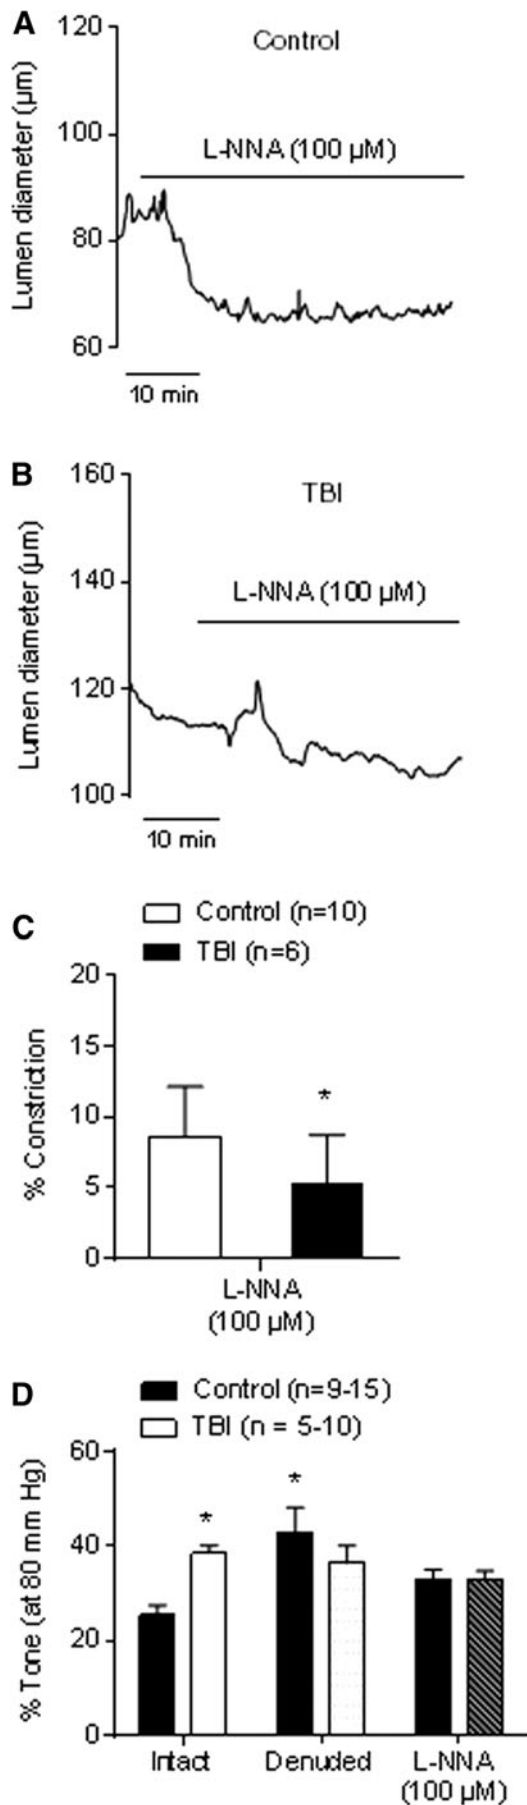 A
Control
120
100
80
60
Lumen diameter (µm)
L-NNA (100 µM)
10 min
B
TBI
160
140
120
100
Lumen diameter (µm)
L-NNA (100 µM)
10 min
C
Control (n=10)
TBI (n=6)
20
15
10
5
0
% Constriction
*
L-NNA
(100 µM)
D
Control (n=9-15)
TBI (n = 5-10)
60
40
20
0
% Tone (at 80 mm Hg)
* *
Intact Denuded L-NNA
(100 µM)